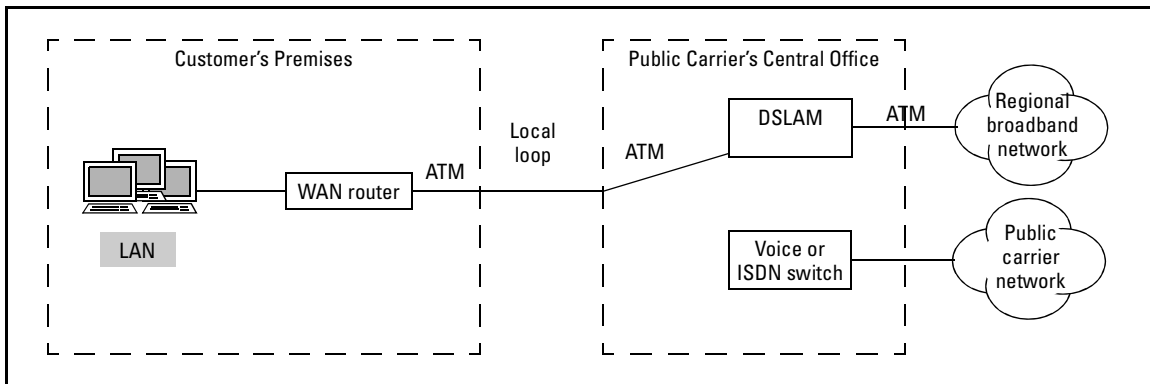 Customer's Premises
Public Carrier's Central Office
LAN
WAN router
ATM
Local
loop
ATM
DSLAM
ATM
Regional
broadband
network
Voice or
ISDN switch
Public
carrier
network